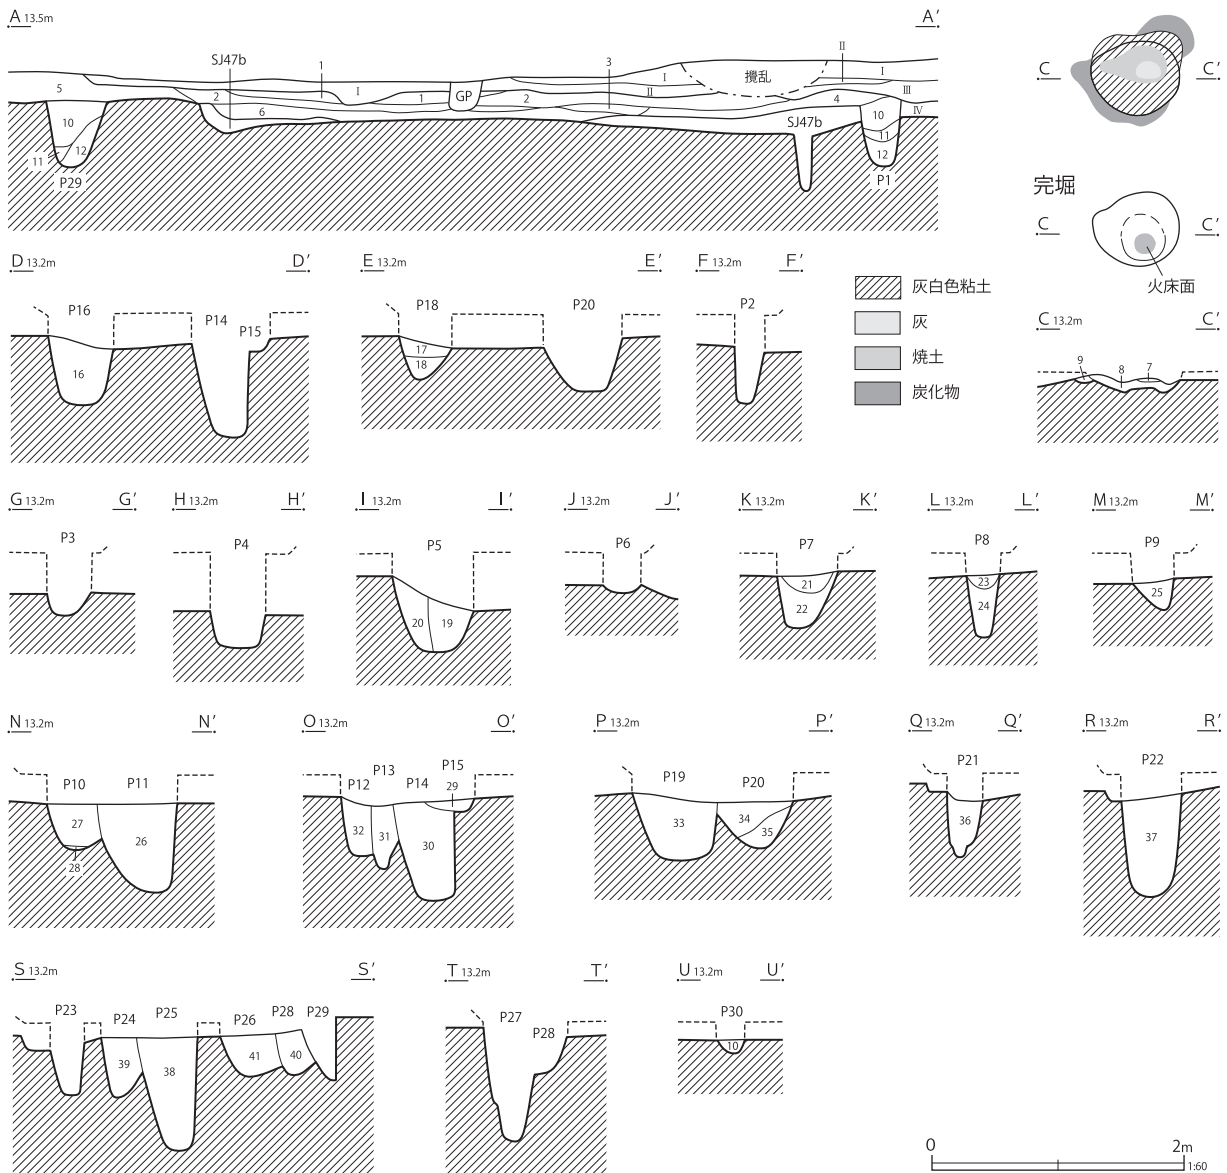 A 13.5m A′
SJ47b 1 3 Ⅱ
5 2 Ⅰ 1 GP 2 Ⅱ Ⅰ 攪乱 Ⅰ Ⅲ
6 4 Ⅳ
10 11 12 P29
SJ47b 10 11 12 P1
C C′
完堀
C C′
火床面
D 13.2m D′
P16 P14 P15
16
E 13.2m E′
P18 P20
17
18
F 13.2m F′
P2
灰白色粘土
灰
焼土
炭化物
C 13.2m C′
9 8 7
G 13.2m G′
P3
H 13.2m H′
P4
I 13.2m I′
P5
20 19
J 13.2m J′
P6
K 13.2m K′
P7
21
22
L 13.2m L′
P8
23
24
M 13.2m M′
P9
25
N 13.2m N′
P10 P11
27 26
28
O 13.2m O′
P12 P13 P14 P15
29
32 31 30
P 13.2m P′
P19 P20
33 34 35
Q 13.2m Q′
P21
36
R 13.2m R′
P22
37
S 13.2m S′
P23 P24 P25 P26 P28 P29
39 38 41 40
T 13.2m T′
P27 P28
U 13.2m U′
P30
10
0 2m
1:60